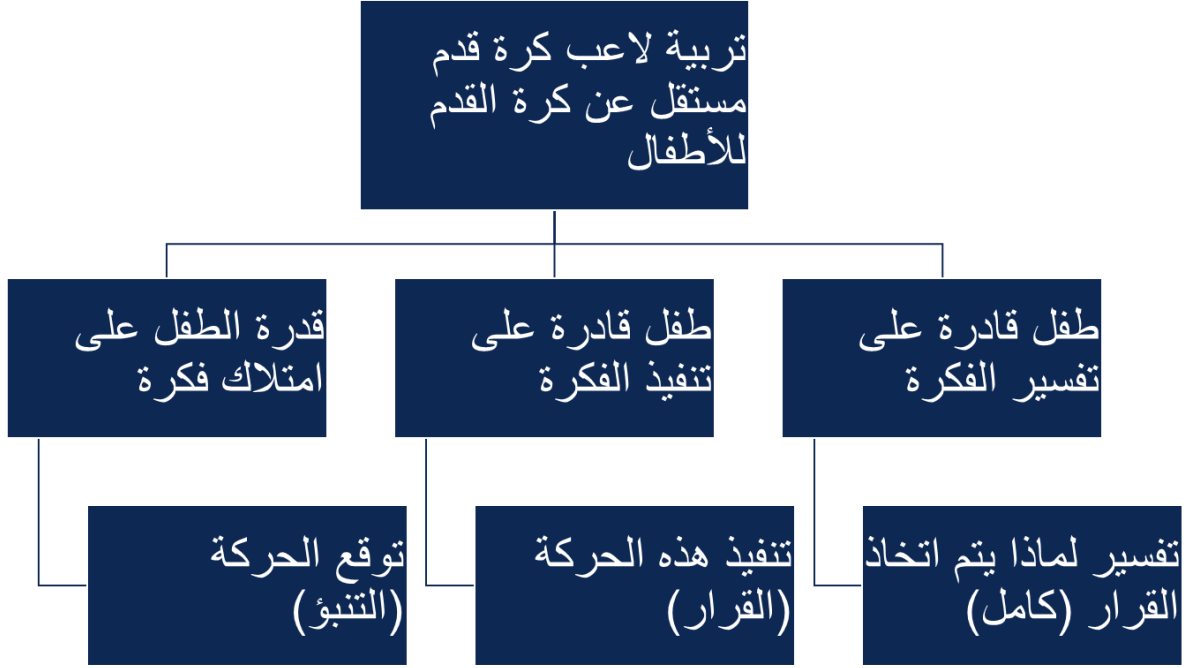 تربية لاعب كرة قدم
مستقل عن كرة القدم
للأطفال
طفل قادرة على
تفسير الفكرة
طفل قادرة على
تنفيذ الفكرة
قدرة الطفل على
امتلاك فكرة
تفسير لماذا يتم اتخاذ
القرار (كامل)
تنفيذ هذه الحركة
(القرار)
توقع الحركة
(التنبؤ)